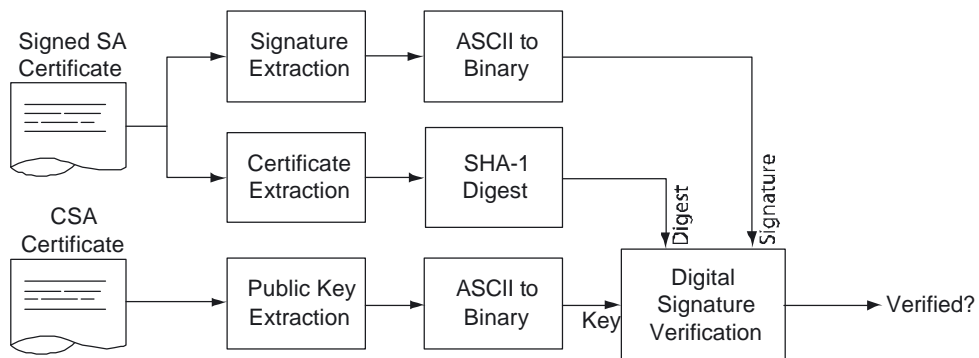 Signed SA
Certificate
Signature
Extraction
ASCII to
Binary
Certificate
Extraction
SHA-1
Digest
Digest
Signature
CSA
Certificate
Public Key
Extraction
ASCII to
Binary
Key
Digital
Signature
Verification
Verified?